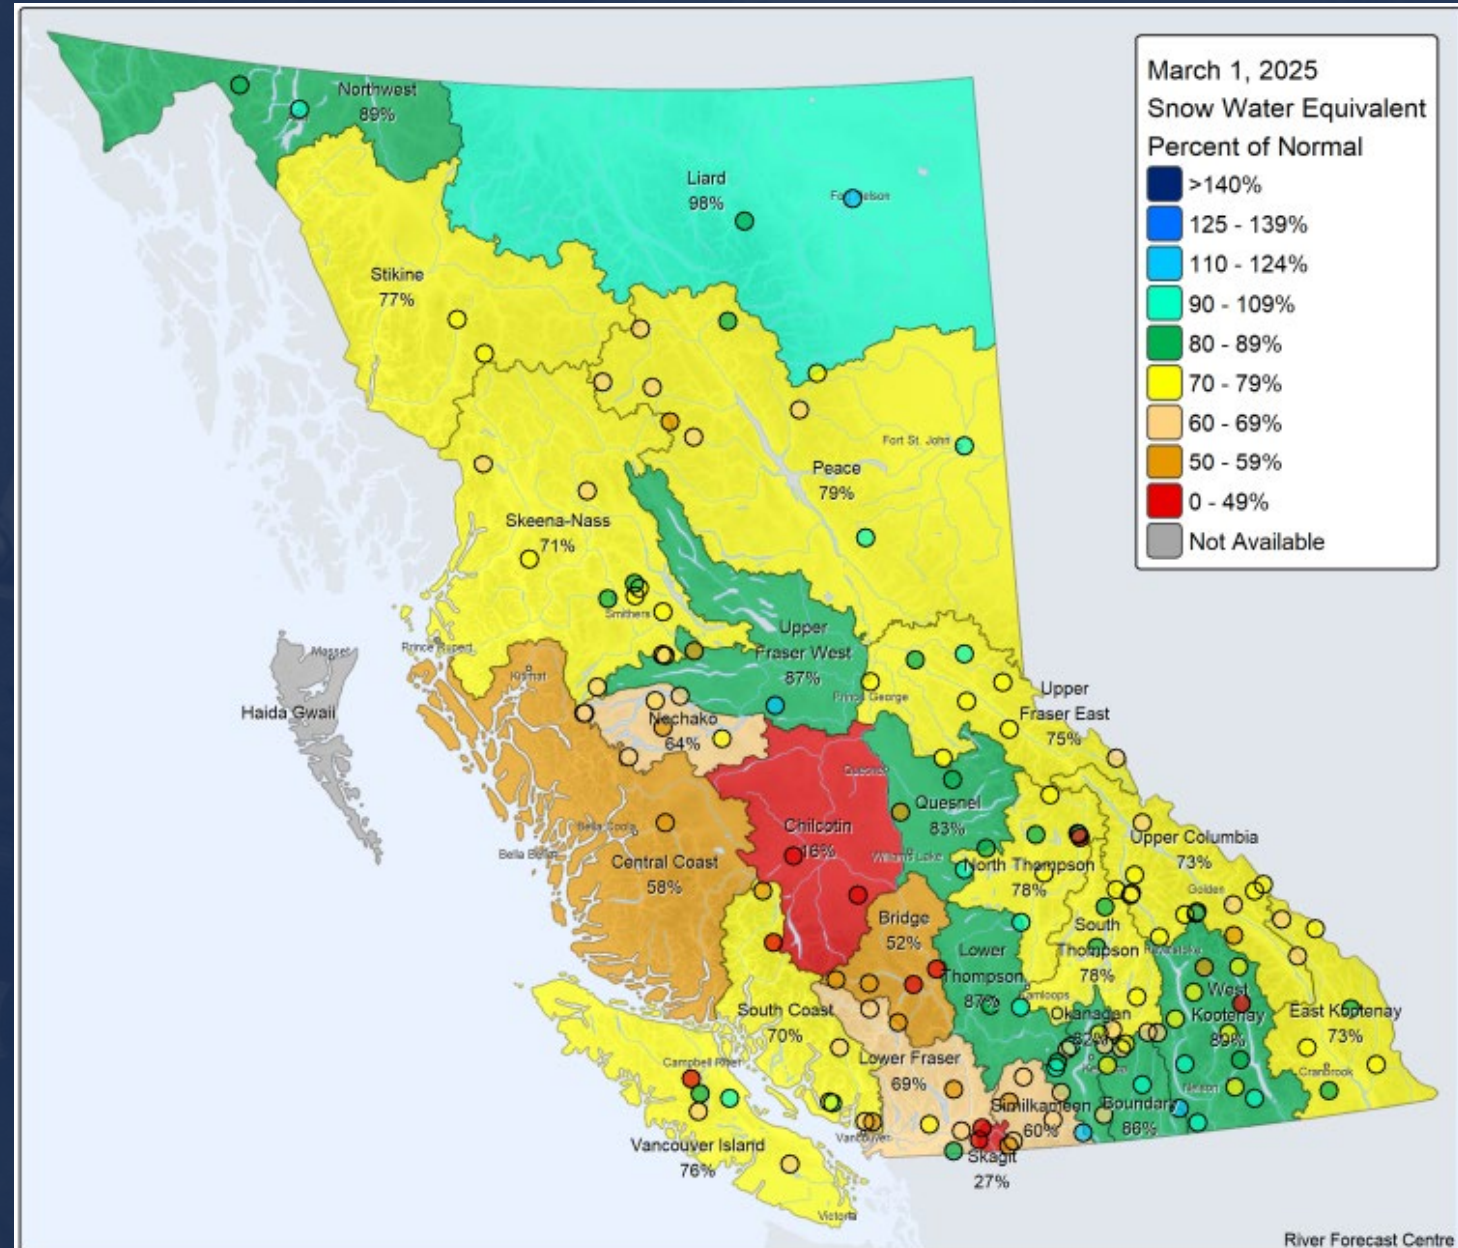 March 1, 2025
Snow Water Equivalent
Percent of Normal
>140%
125 - 139%
110 - 124%
90 - 109%
80 - 89%
70 - 79%
60 - 69%
50 - 59%
0 - 49%
Not Available
Northwest
89%
Liard
98%
Stikine
77%
Fort St. John
Peace
79%
Skeena-Nass
71%
Smithers
Prince Rupert
Masset
Haida Gwaii
Upper
Fraser West
87%
Prince George
Upper
Fraser East
75%
Nechako
64%
Quesnel
Quesnel
83%
Chilcotin
16%
Williams Lake
Bella Coola
Bella Bella
Central Coast
58%
North Thompson
78%
Upper Columbia
73%
Golden
Bridge
52%
Lower
Thompson
87%
South
Thompson
78%
Revelstoke
Kamloops
South Coast
70%
Okanagan
82%
West
Kootenay
89%
East Kootenay
73%
Cranbrook
Nelson
Lower Fraser
69%
Campbell River
Similkameen
60%
Boundary
86%
Vancouver
Vancouver Island
76%
Skagit
27%
Victoria
River Forecast Centre